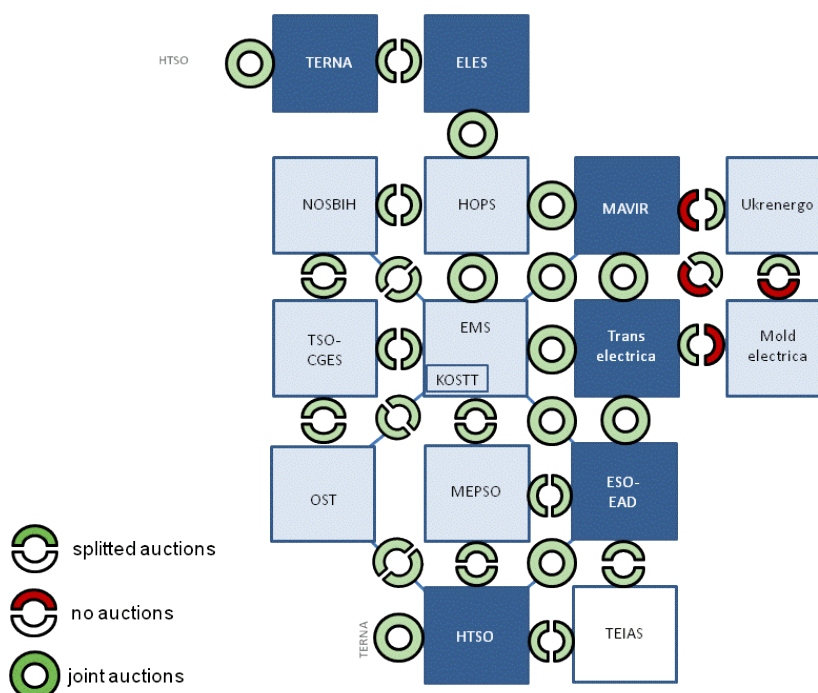 HTSO
TERNA
ELES
NOSBIH
HOPS
MAVIR
Ukrenergo
TSO-
CGES
EMS
KOSTT
Trans
electrica
Mold
electrica
OST
MEPSO
ESO-
EAD
splitted auctions
no auctions
joint auctions
TERNA
HTSO
TEIAS